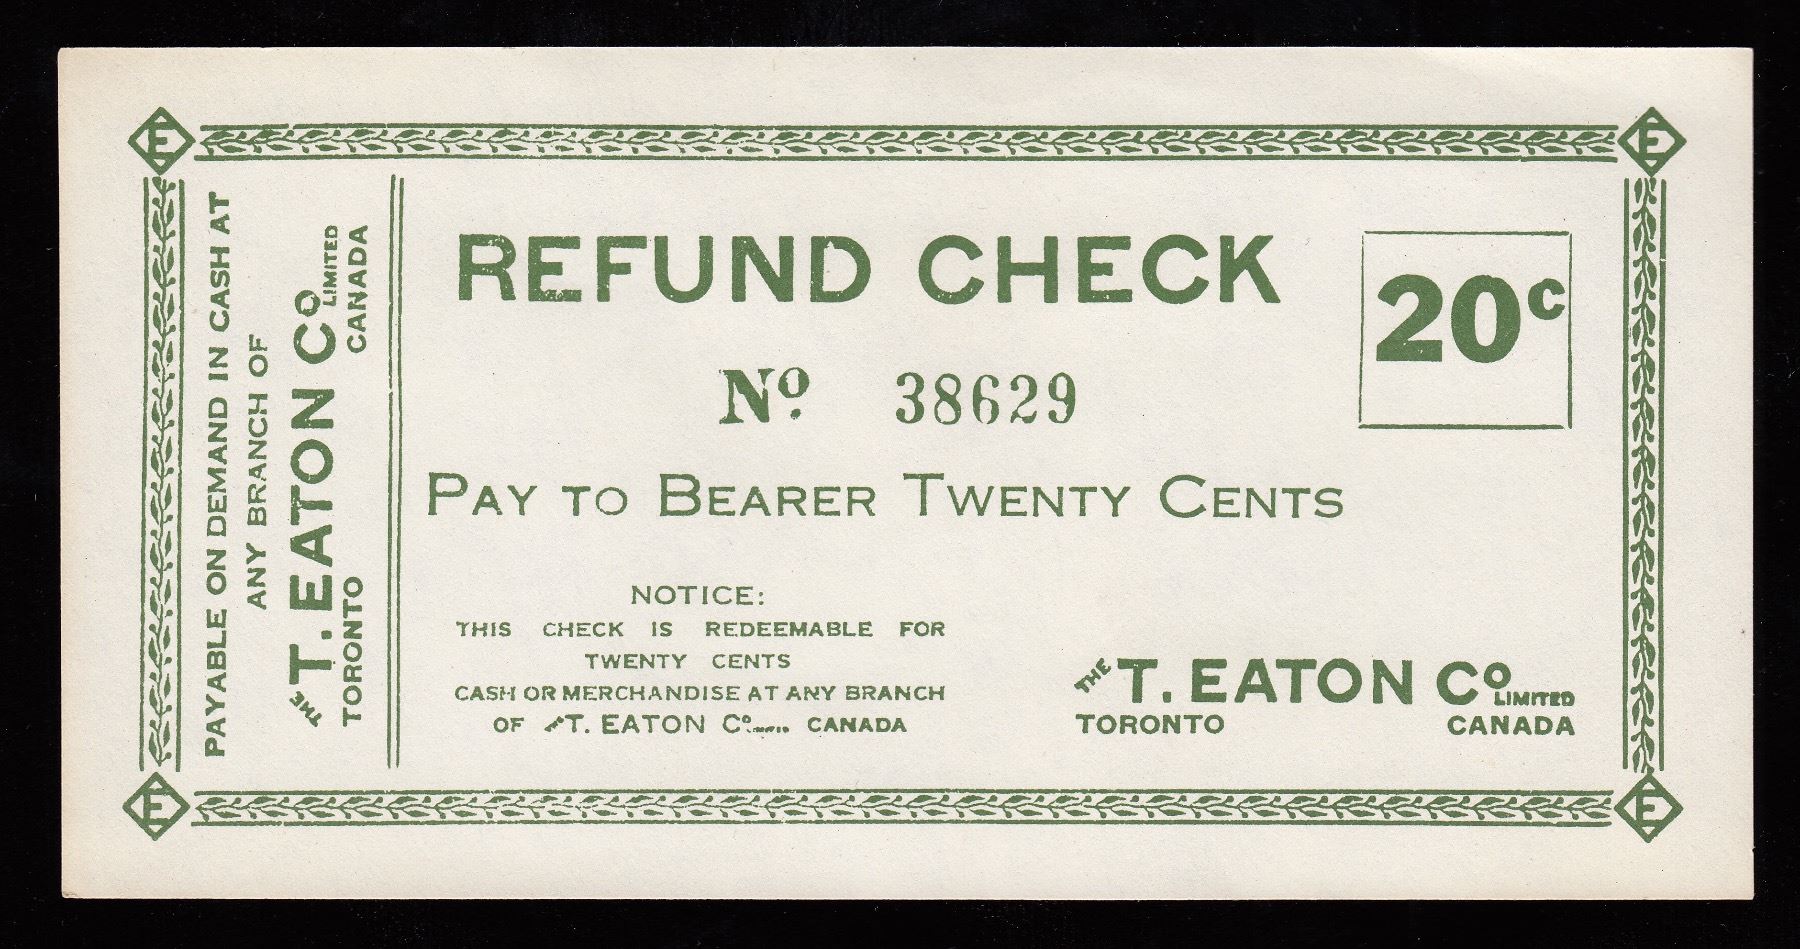 E
E
PAYABLE ON DEMAND IN CASH AT
ANY BRANCH OF
THE T. EATON Co LIMITED
TORONTO CANADA
REFUND CHECK
20c
No. 38629
PAY TO BEARER TWENTY CENTS
NOTICE:
THIS CHECK IS REDEEMABLE FOR
TWENTY CENTS
CASH OR MERCHANDISE AT ANY BRANCH
OF THE T. EATON Co LIMITED CANADA
THE T. EATON Co LIMITED
TORONTO CANADA
E
E